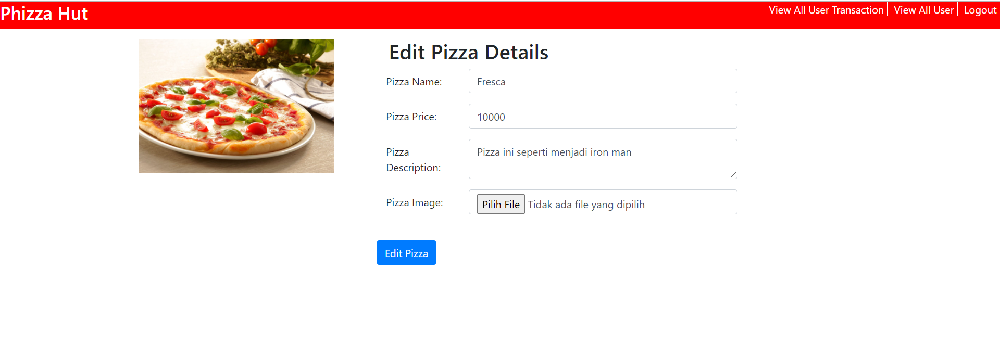 Phizza Hut
View All User Transaction
View All User
Logout
Edit Pizza Details
Pizza Name:
Fresca
Pizza Price:
10000
Pizza
Description:
Pizza ini seperti menjadi iron man
Pizza Image:
Pilih File Tidak ada file yang dipilih
Edit Pizza